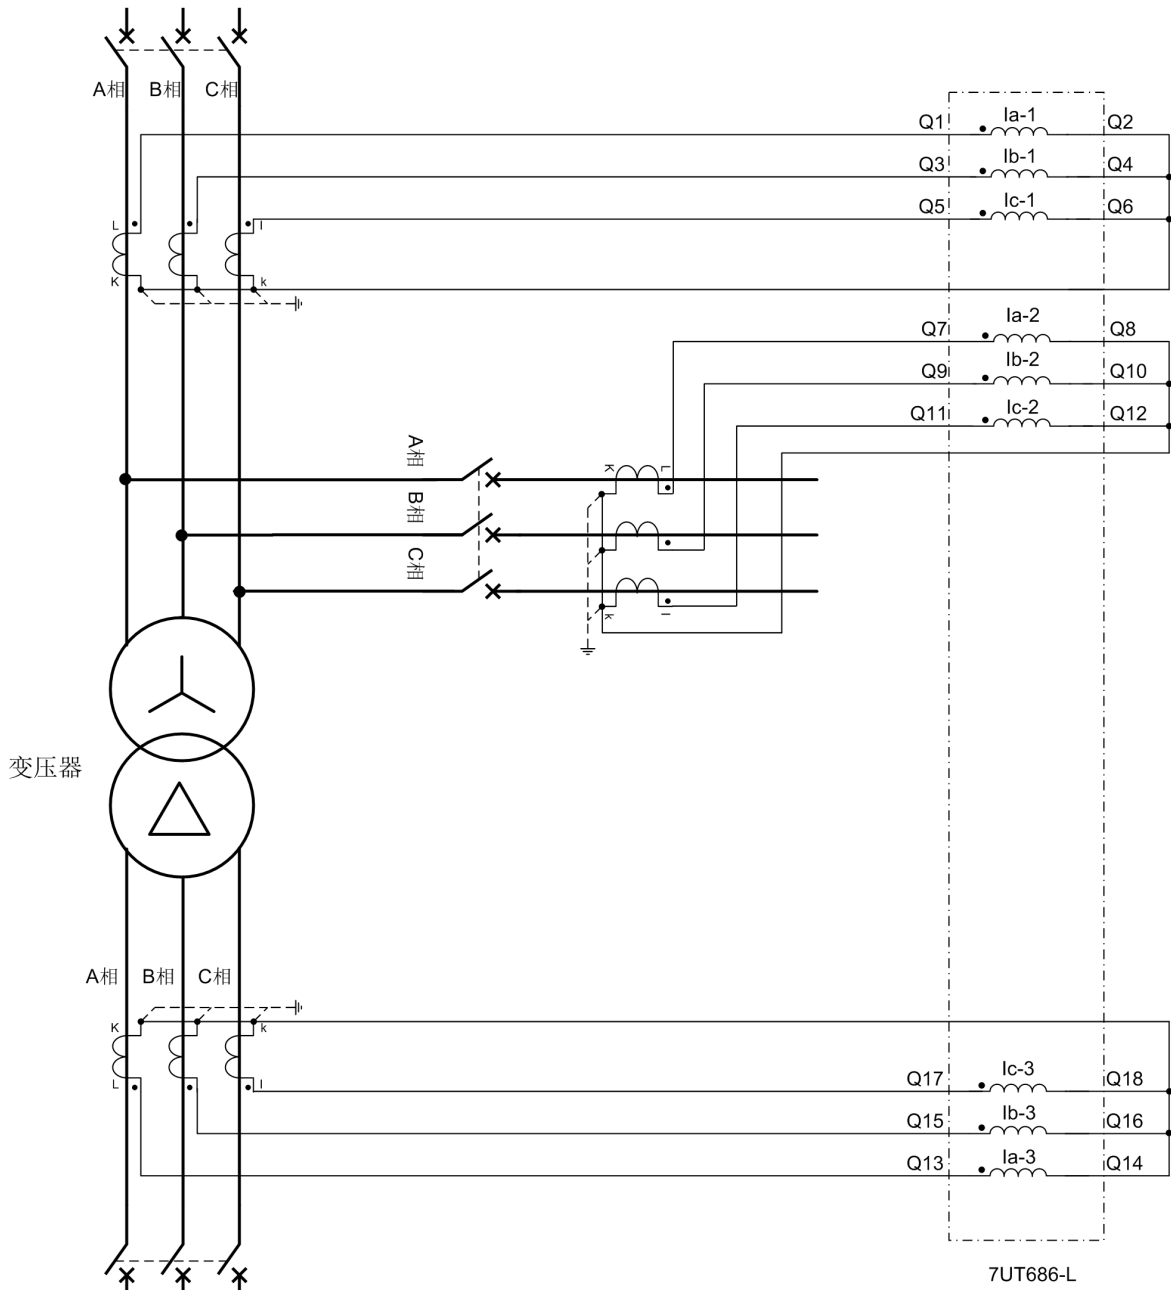 A相 B相 C相
Q1 Ia-1 Q2
Q3 Ib-1 Q4
Q5 Ic-1 Q6
L l
K k
Q7 Ia-2 Q8
Q9 Ib-2 Q10
Q11 Ic-2 Q12
A相
K L
B相
C相
k l
变压器
A相 B相 C相
K k
L l
Q17 Ic-3 Q18
Q15 Ib-3 Q16
Q13 Ia-3 Q14
7UT686-L